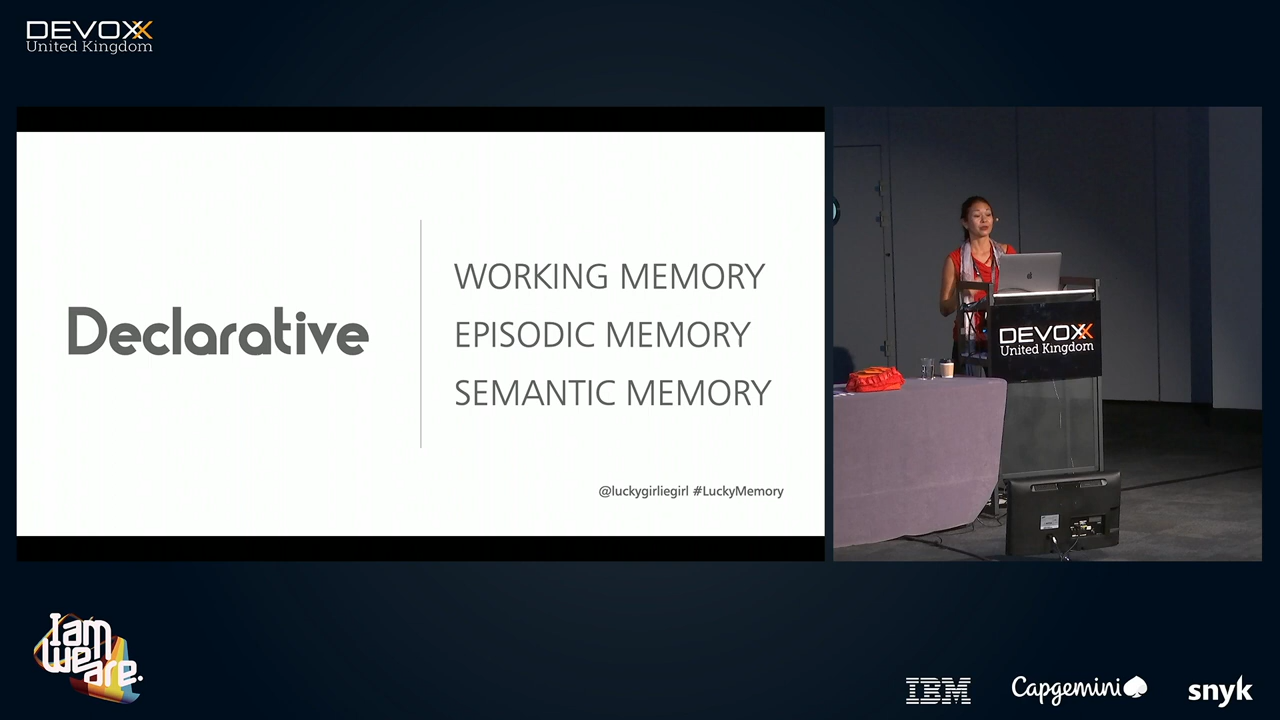 DEVOXX
United Kingdom
Declarative
WORKING MEMORY
EPISODIC MEMORY
SEMANTIC MEMORY
@luckygirliegirl #LuckyMemory
DEVOXX
United Kingdom
I am
We are.
IBM
Capgemini
snyk